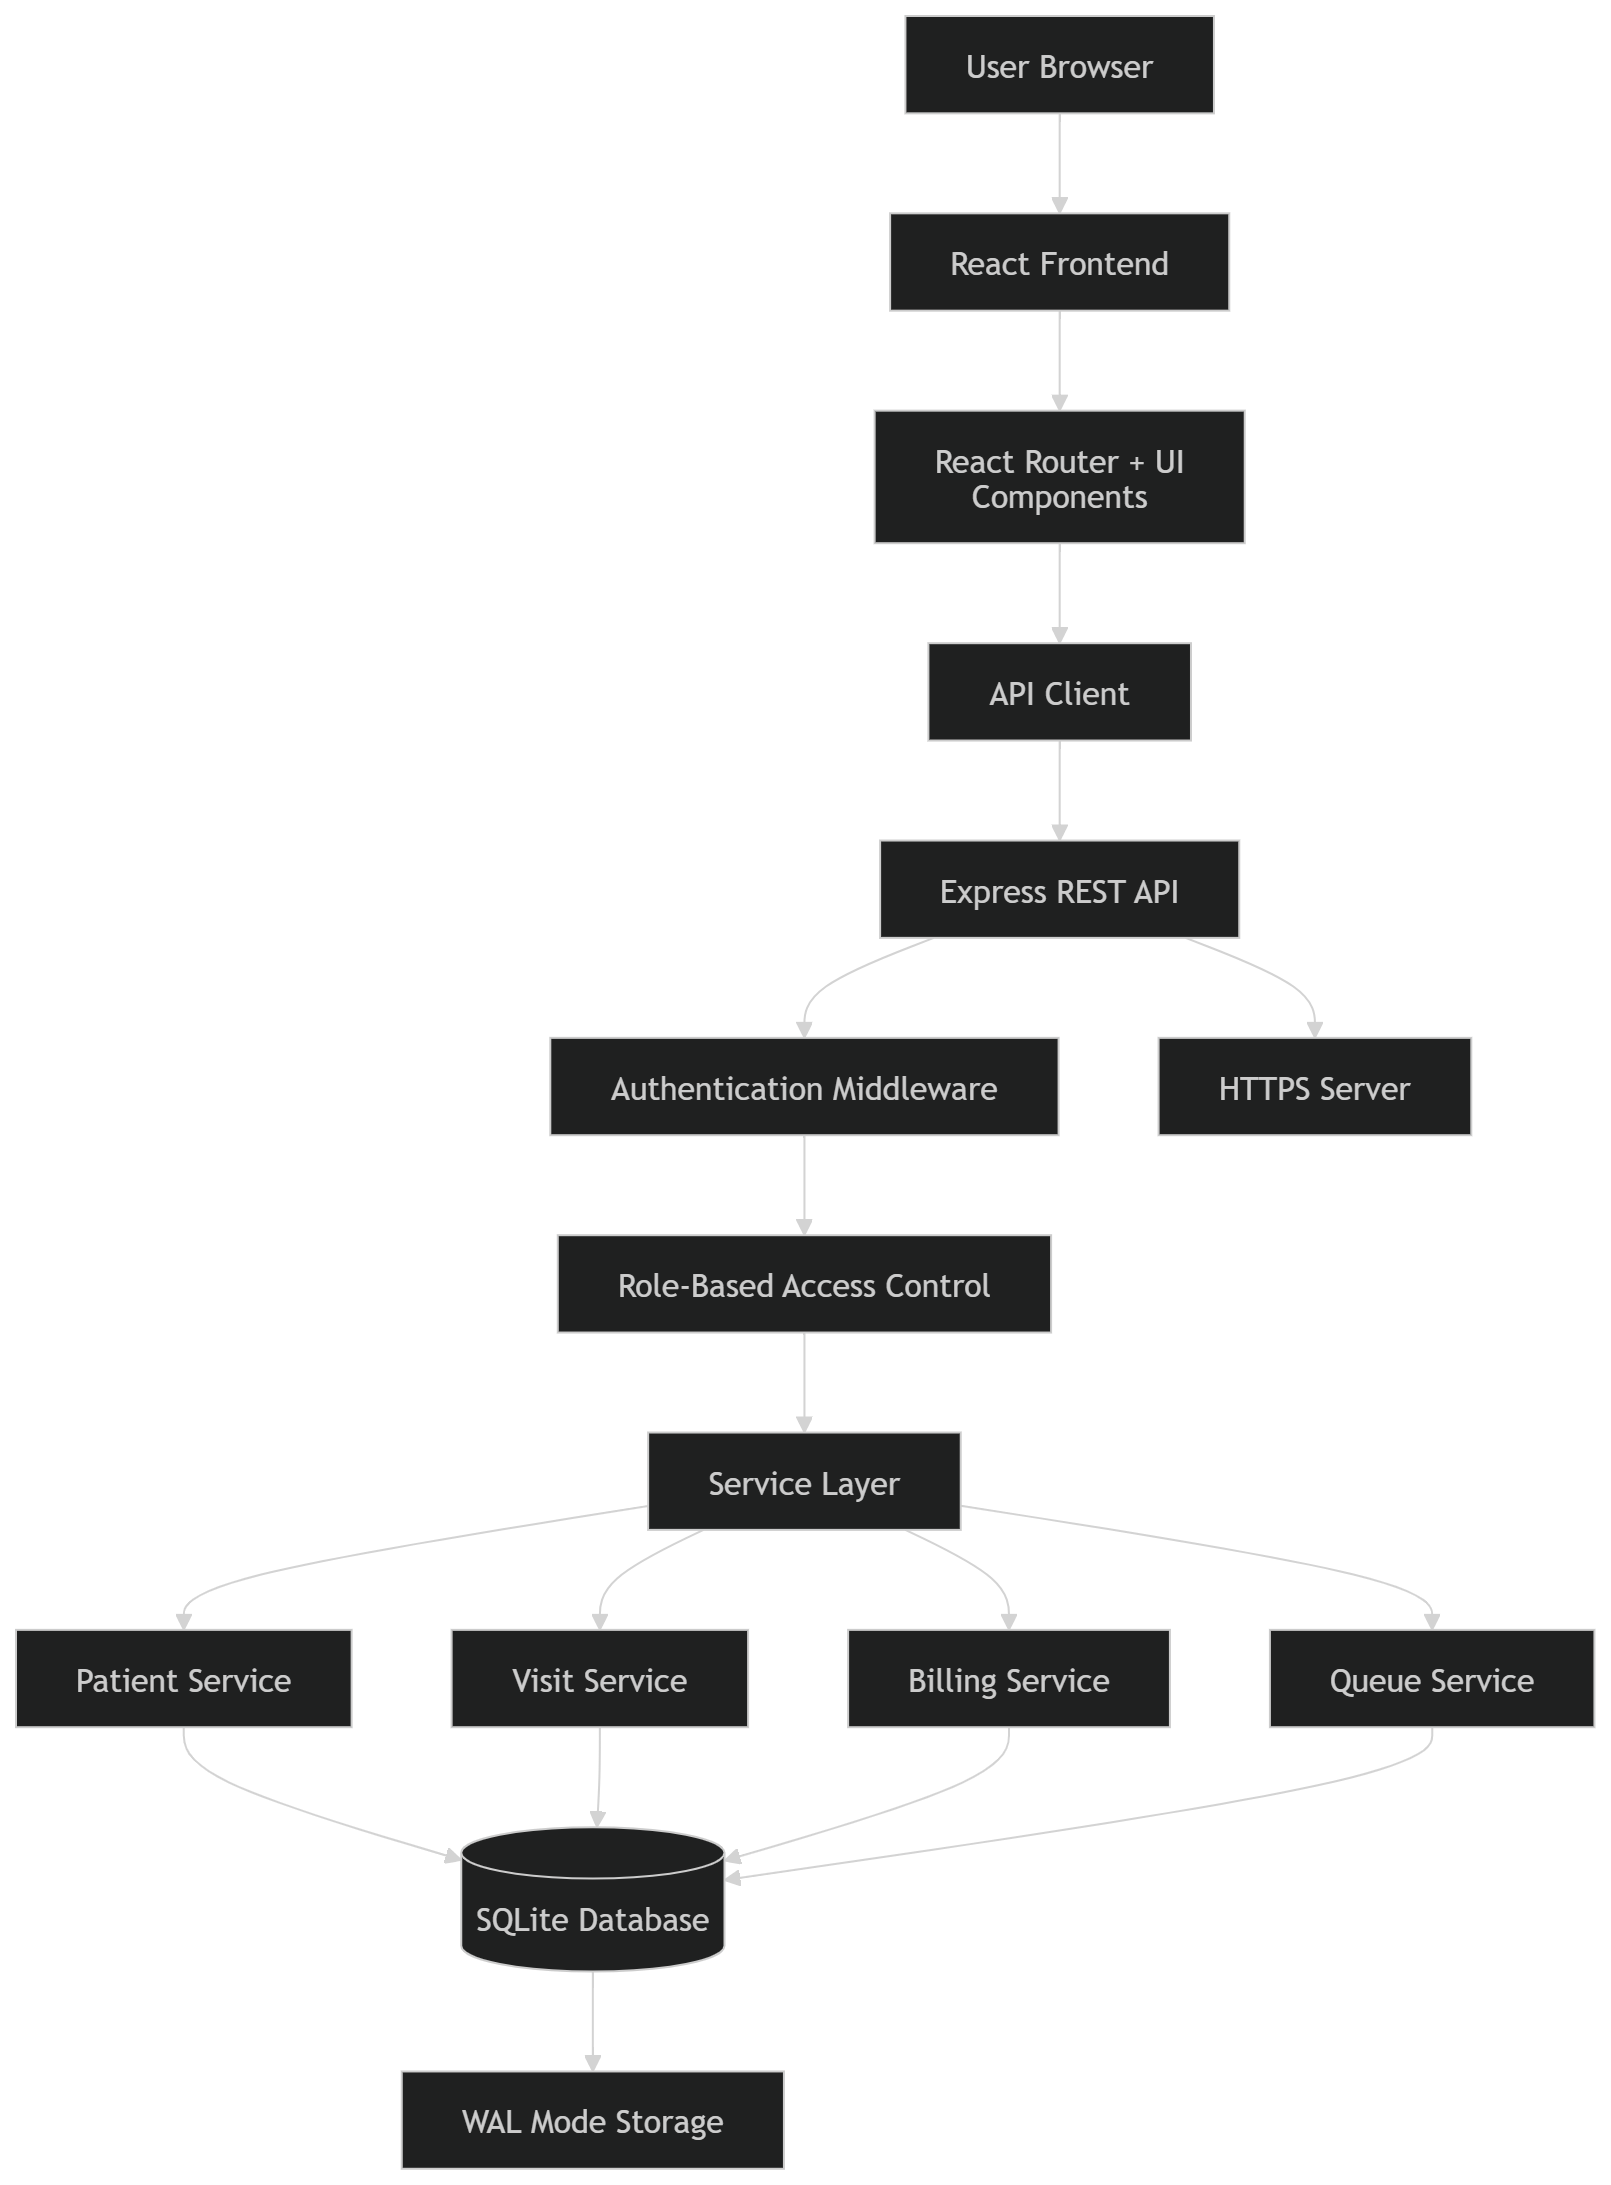 User Browser
React Frontend
React Router + UI
Components
API Client
Express REST API
Authentication Middleware
HTTPS Server
Role-Based Access Control
Service Layer
Patient Service
Visit Service
Billing Service
Queue Service
SQLite Database
WAL Mode Storage